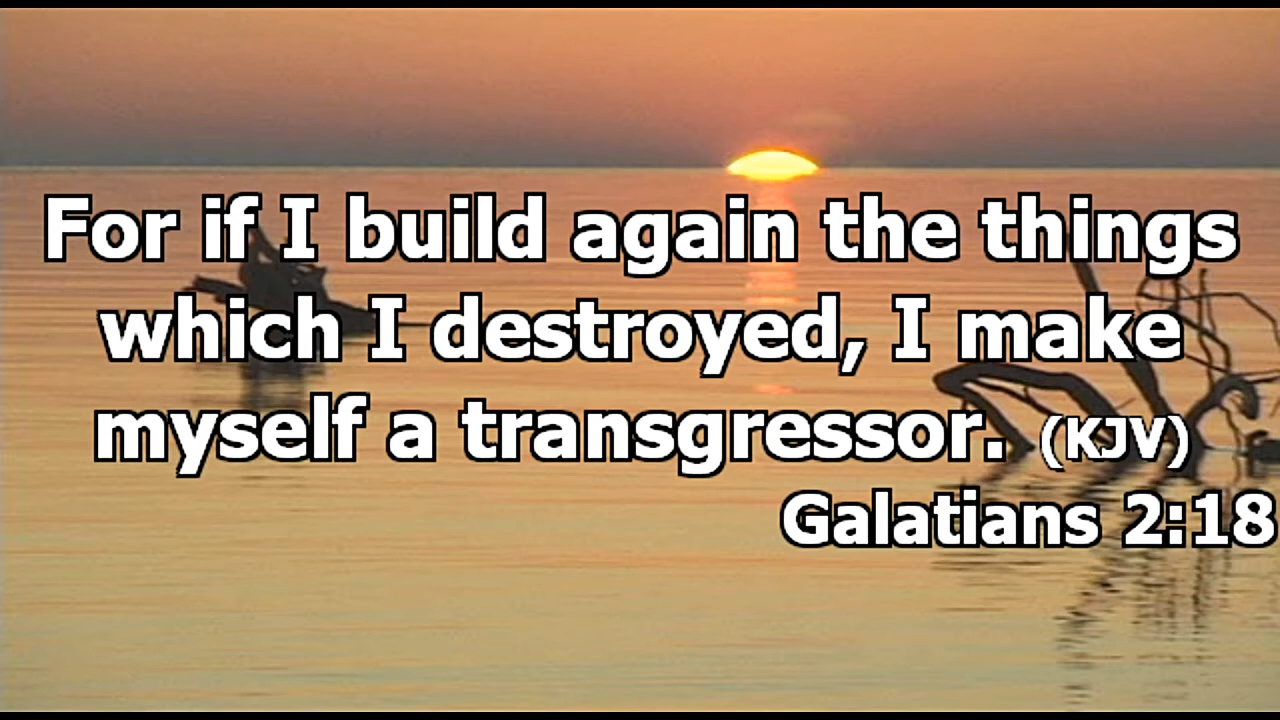 For if I build again the things
which I destroyed, I make
myself a transgressor. (KJV)
Galatians 2:18